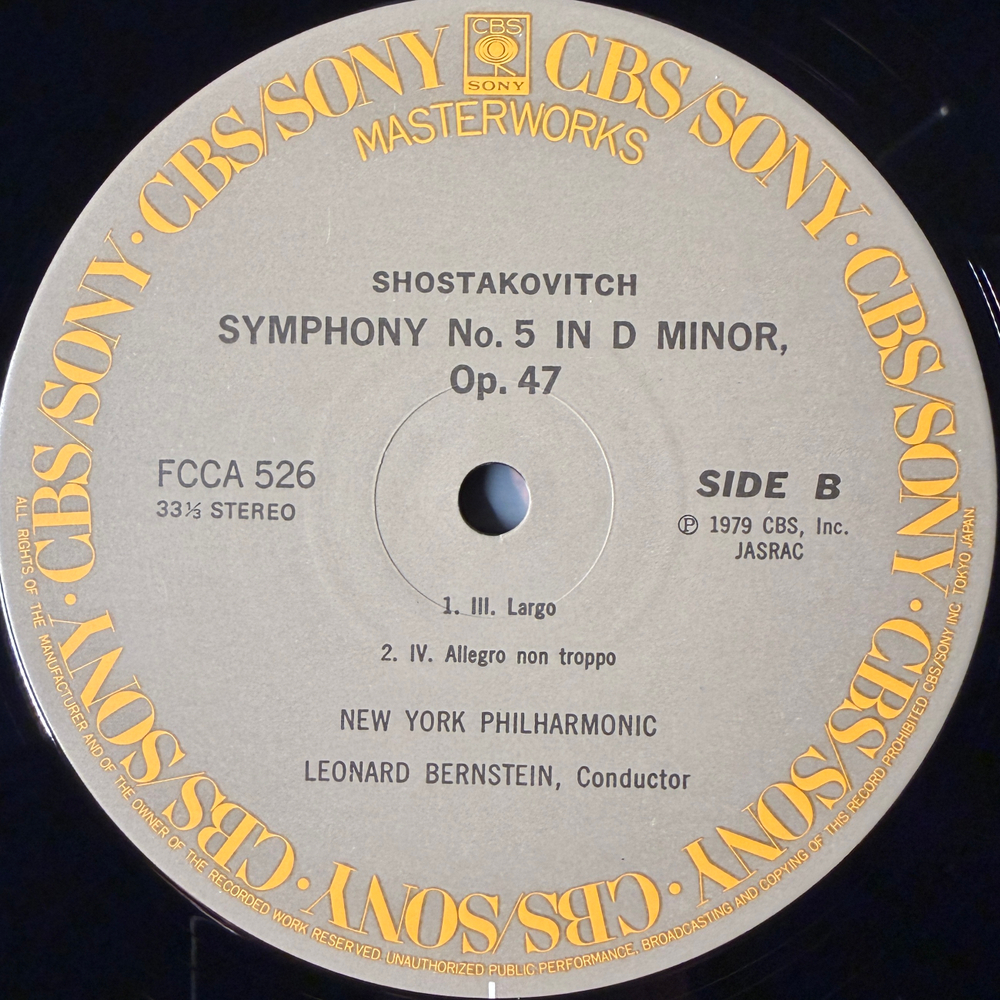 CBS
SONY
CBS/SONY · CBS/SONY · CBS/SONY · CBS/SONY · CBS/SONY · CBS/SONY · CBS/SONY · CBS/SONY
MASTERWORKS
SHOSTAKOVITCH
SYMPHONY No. 5 IN D MINOR,
Op. 47
FCCA 526
33⅓ STEREO
SIDE B
Ⓟ 1979 CBS, Inc.
JASRAC
1. III. Largo
2. IV. Allegro non troppo
NEW YORK PHILHARMONIC
LEONARD BERNSTEIN, Conductor
ALL RIGHTS OF THE MANUFACTURER AND OF THE OWNER OF THE RECORDED WORK RESERVED. UNAUTHORIZED PUBLIC PERFORMANCE, BROADCASTING AND COPYING OF THIS RECORD PROHIBITED CBS/SONY INC. TOKYO JAPAN